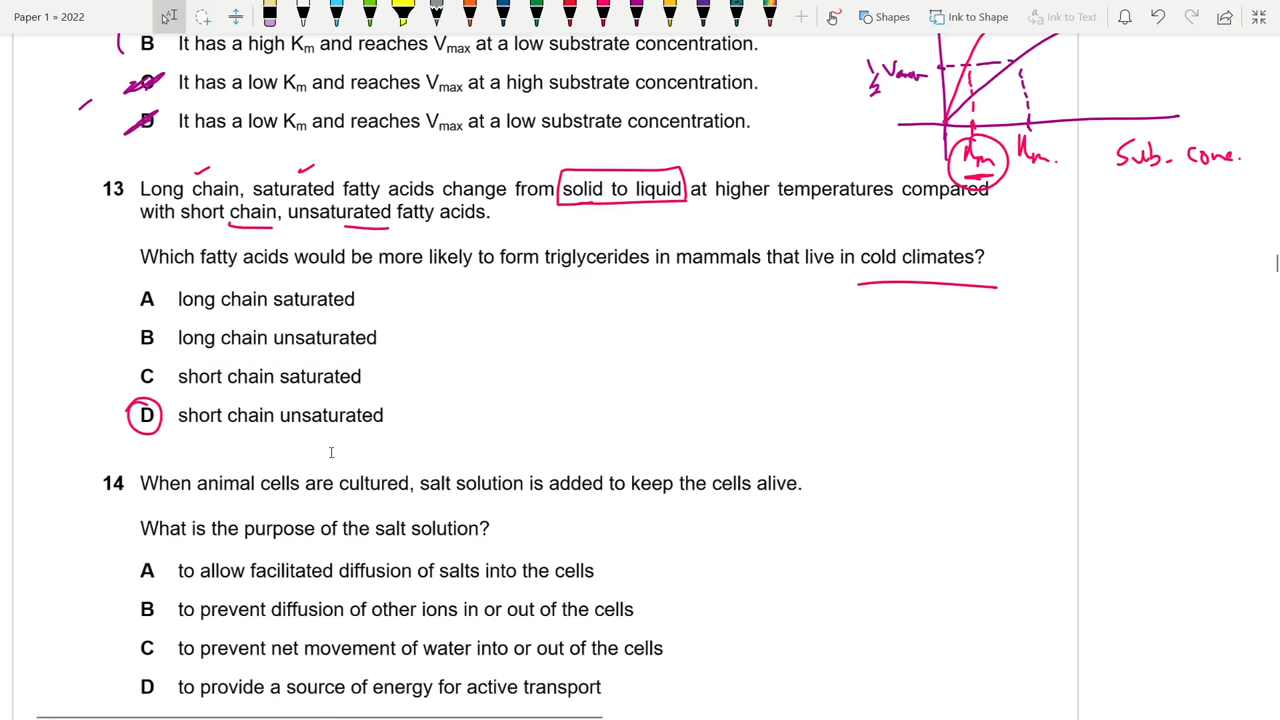 Paper 1 » 2022
Shapes
Ink to Shape
Ink to Text
B It has a high Km and reaches Vmax at a low substrate concentration.
C It has a low Km and reaches Vmax at a high substrate concentration.
D It has a low Km and reaches Vmax at a low substrate concentration.
½ Vmax
Km
Km.
Sub. conc.
13 Long chain, saturated fatty acids change from solid to liquid at higher temperatures compared
with short chain, unsaturated fatty acids.
Which fatty acids would be more likely to form triglycerides in mammals that live in cold climates?
A long chain saturated
B long chain unsaturated
C short chain saturated
D short chain unsaturated
14 When animal cells are cultured, salt solution is added to keep the cells alive.
What is the purpose of the salt solution?
A to allow facilitated diffusion of salts into the cells
B to prevent diffusion of other ions in or out of the cells
C to prevent net movement of water into or out of the cells
D to provide a source of energy for active transport